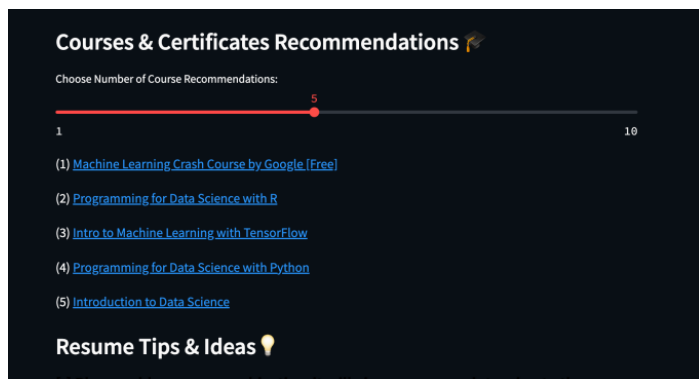 Courses & Certificates Recommendations 🎓
Choose Number of Course Recommendations:
5
1 10
(1) Machine Learning Crash Course by Google [Free]
(2) Programming for Data Science with R
(3) Intro to Machine Learning with TensorFlow
(4) Programming for Data Science with Python
(5) Introduction to Data Science
Resume Tips & Ideas 💡